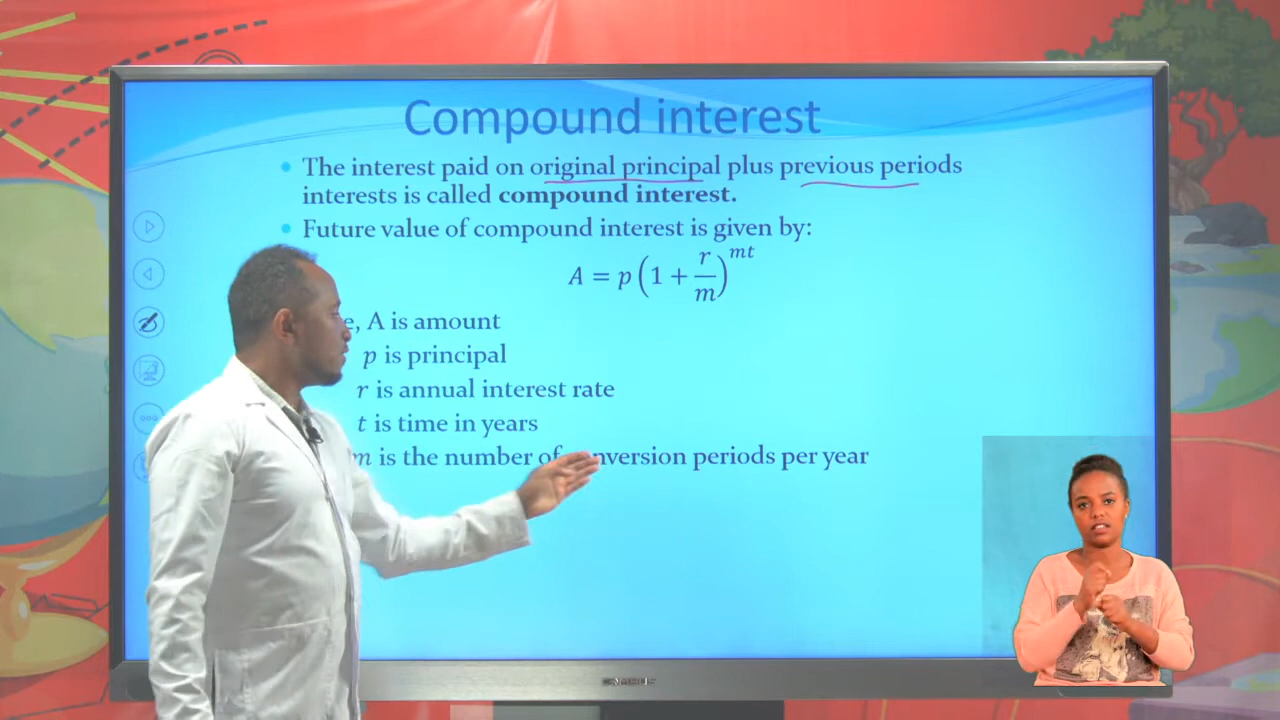 Compound interest
• The interest paid on original principal plus previous periods
interests is called compound interest.
• Future value of compound interest is given by:
A = p(1 + r/m)^mt
e, A is amount
p is principal
r is annual interest rate
t is time in years
m is the number of conversion periods per year